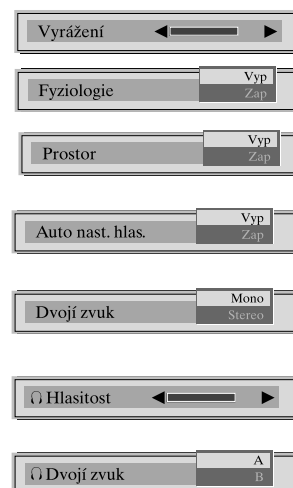 Vyrážení
Vyp
Fyziologie
Zap
Vyp
Prostor
Zap
Vyp
Auto nast. hlas.
Zap
Mono
Dvojí zvuk
Stereo
Hlasitost
A
Dvojí zvuk
B